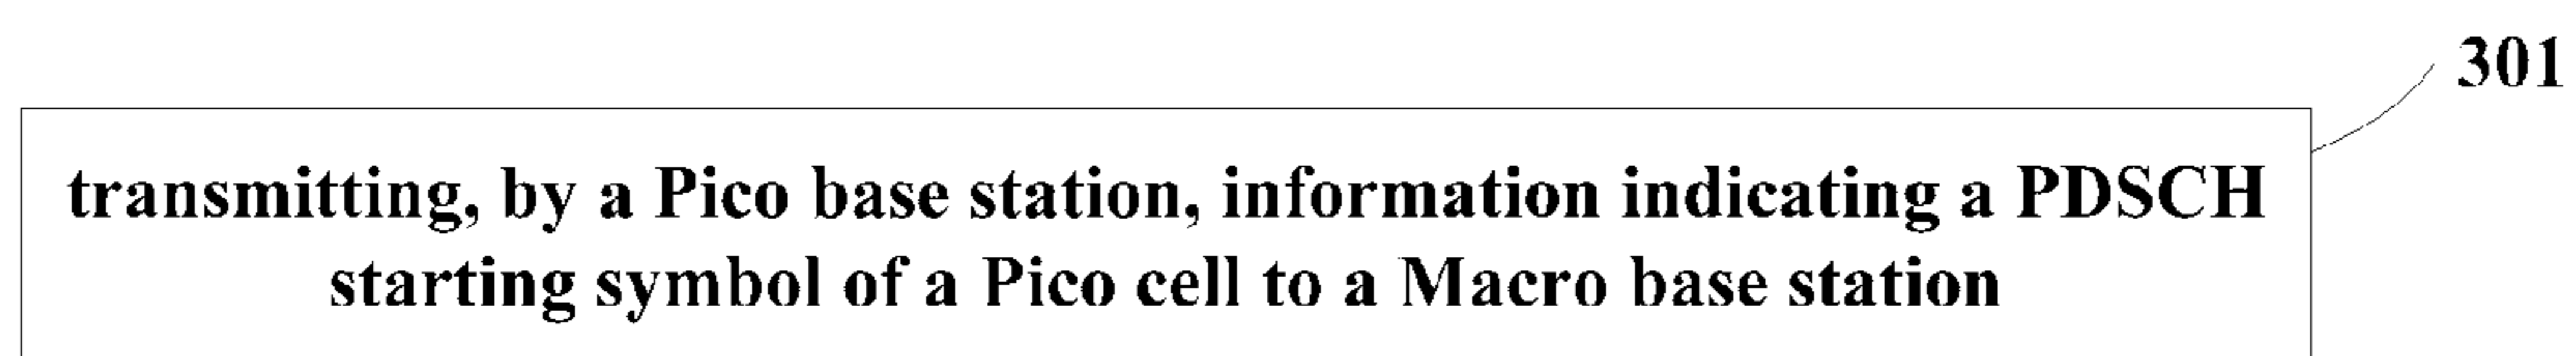 301
transmitting, by a Pico base station, information indicating a PDSCH
starting symbol of a Pico cell to a Macro base station